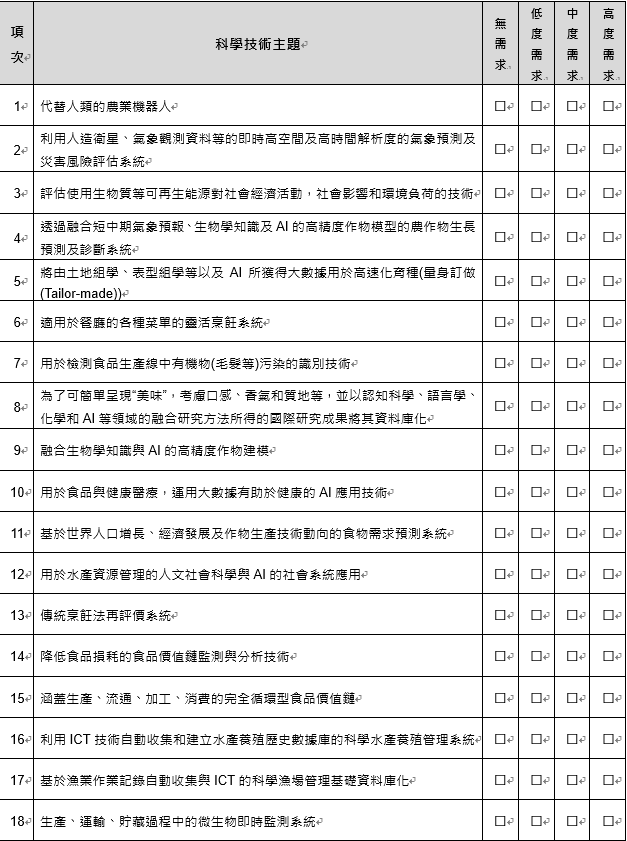 項次 科學技術主題 無需求 低度需求 中度需求 高度需求
1 代替人類的農業機器人 □ □ □ □
2 利用人造衛星、氣象觀測資料等的即時高空間及高時間解析度的氣象預測及
災害風險評估系統 □ □ □ □
3 評估使用生物質等可再生能源對社會經濟活動，社會影響和環境負荷的技術 □ □ □ □
4 透過融合短中期氣象預報、生物學知識及 AI 的高精度作物模型的農作物生長
預測及診斷系統 □ □ □ □
5 將由土地組學、表型組學等以及 AI 所獲得大數據用於高速化育種(量身訂做
(Tailor-made)) □ □ □ □
6 適用於餐廳的各種菜單的靈活烹飪系統 □ □ □ □
7 用於檢測食品生產線中有機物(毛髮等)污染的識別技術 □ □ □ □
8 為了可簡單呈現“美味”，考慮口感、香氣和質地等，並以認知科學、語言學、
化學和 AI 等領域的融合研究方法所得的國際研究成果將其資料庫化 □ □ □ □
9 融合生物學知識與 AI 的高精度作物建模 □ □ □ □
10 用於食品與健康醫療，運用大數據有助於健康的 AI 應用技術 □ □ □ □
11 基於世界人口增長、經濟發展及作物生產技術動向的食物需求預測系統 □ □ □ □
12 用於水產資源管理的人文社會科學與 AI 的社會系統應用 □ □ □ □
13 傳統烹飪法再評價系統 □ □ □ □
14 降低食品損耗的食品價值鏈監測與分析技術 □ □ □ □
15 涵蓋生產、流通、加工、消費的完全循環型食品價值鏈 □ □ □ □
16 利用 ICT 技術自動收集和建立水產養殖歷史數據庫的科學水產養殖管理系統 □ □ □ □
17 基於漁業作業記錄自動收集與 ICT 的科學漁場管理基礎資料庫化 □ □ □ □
18 生產、運輸、貯藏過程中的微生物即時監測系統 □ □ □ □